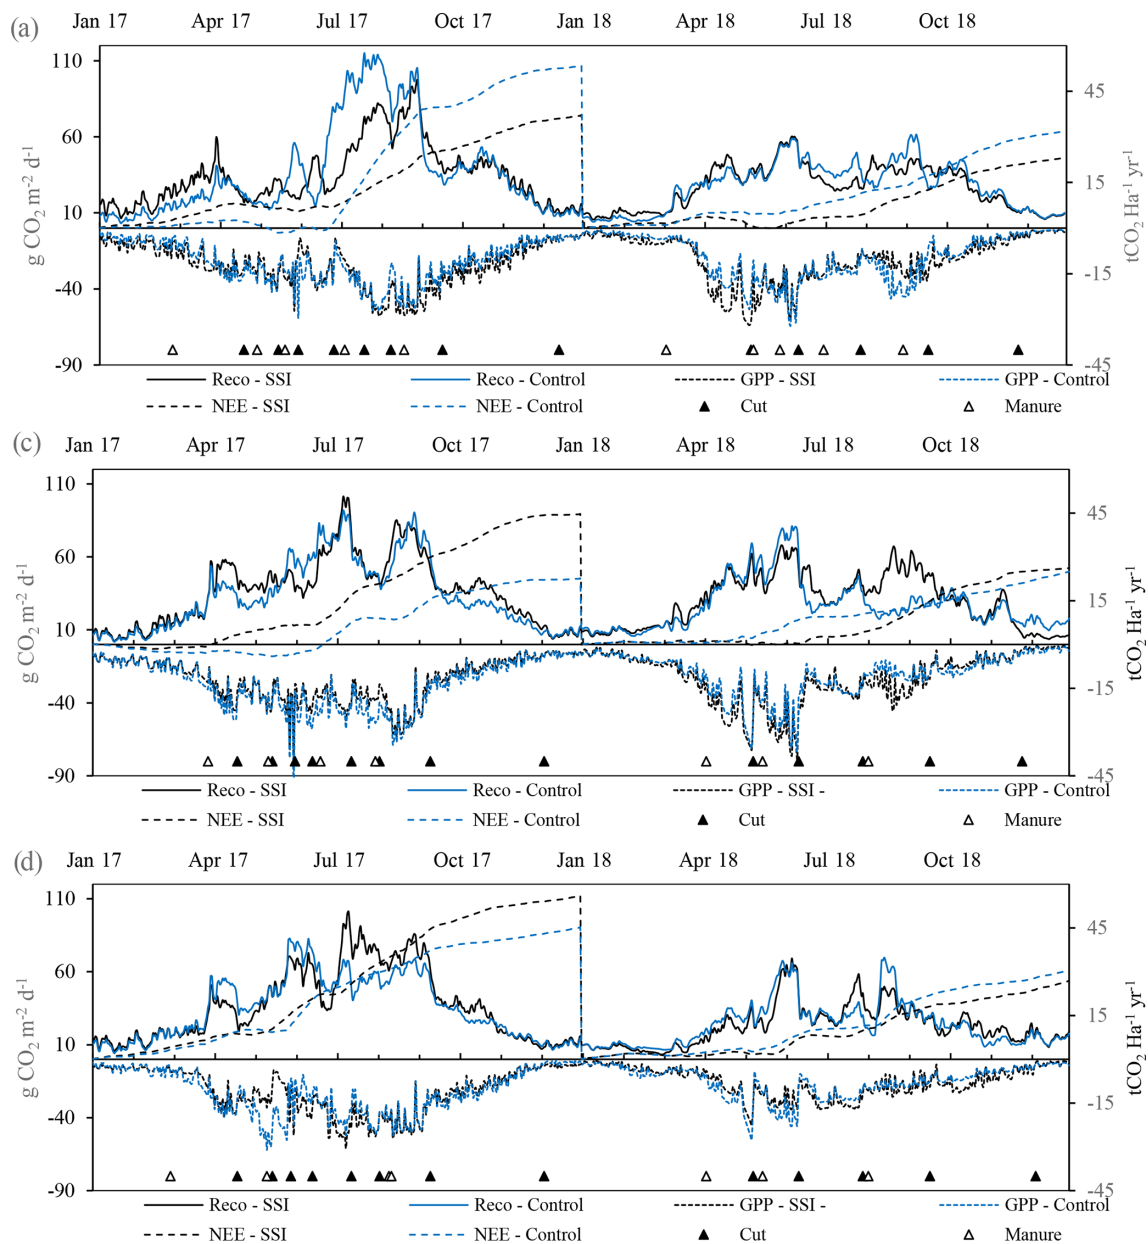 (a)
Jan 17 Apr 17 Jul 17 Oct 17 Jan 18 Apr 18 Jul 18 Oct 18
110
45
60
15
10
-15
-40
-90
-45
g CO2 m-2 d-1
tCO2 Ha-1 yr-1
Reco - SSI Reco - Control GPP - SSI GPP - Control
NEE - SSI NEE - Control Cut Manure
(c)
Jan 17 Apr 17 Jul 17 Oct 17 Jan 18 Apr 18 Jul 18 Oct 18
110
45
60
15
10
-15
-40
-90
-45
g CO2 m-2 d-1
tCO2 Ha-1 yr-1
Reco - SSI Reco - Control GPP - SSI - GPP - Control
NEE - SSI NEE - Control Cut Manure
(d)
Jan 17 Apr 17 Jul 17 Oct 17 Jan 18 Apr 18 Jul 18 Oct 18
110
45
60
15
10
-15
-40
-90
-45
g CO2 m-2 d-1
tCO2 Ha-1 yr-1
Reco - SSI Reco - Control GPP - SSI - GPP - Control
NEE - SSI NEE - Control Cut Manure